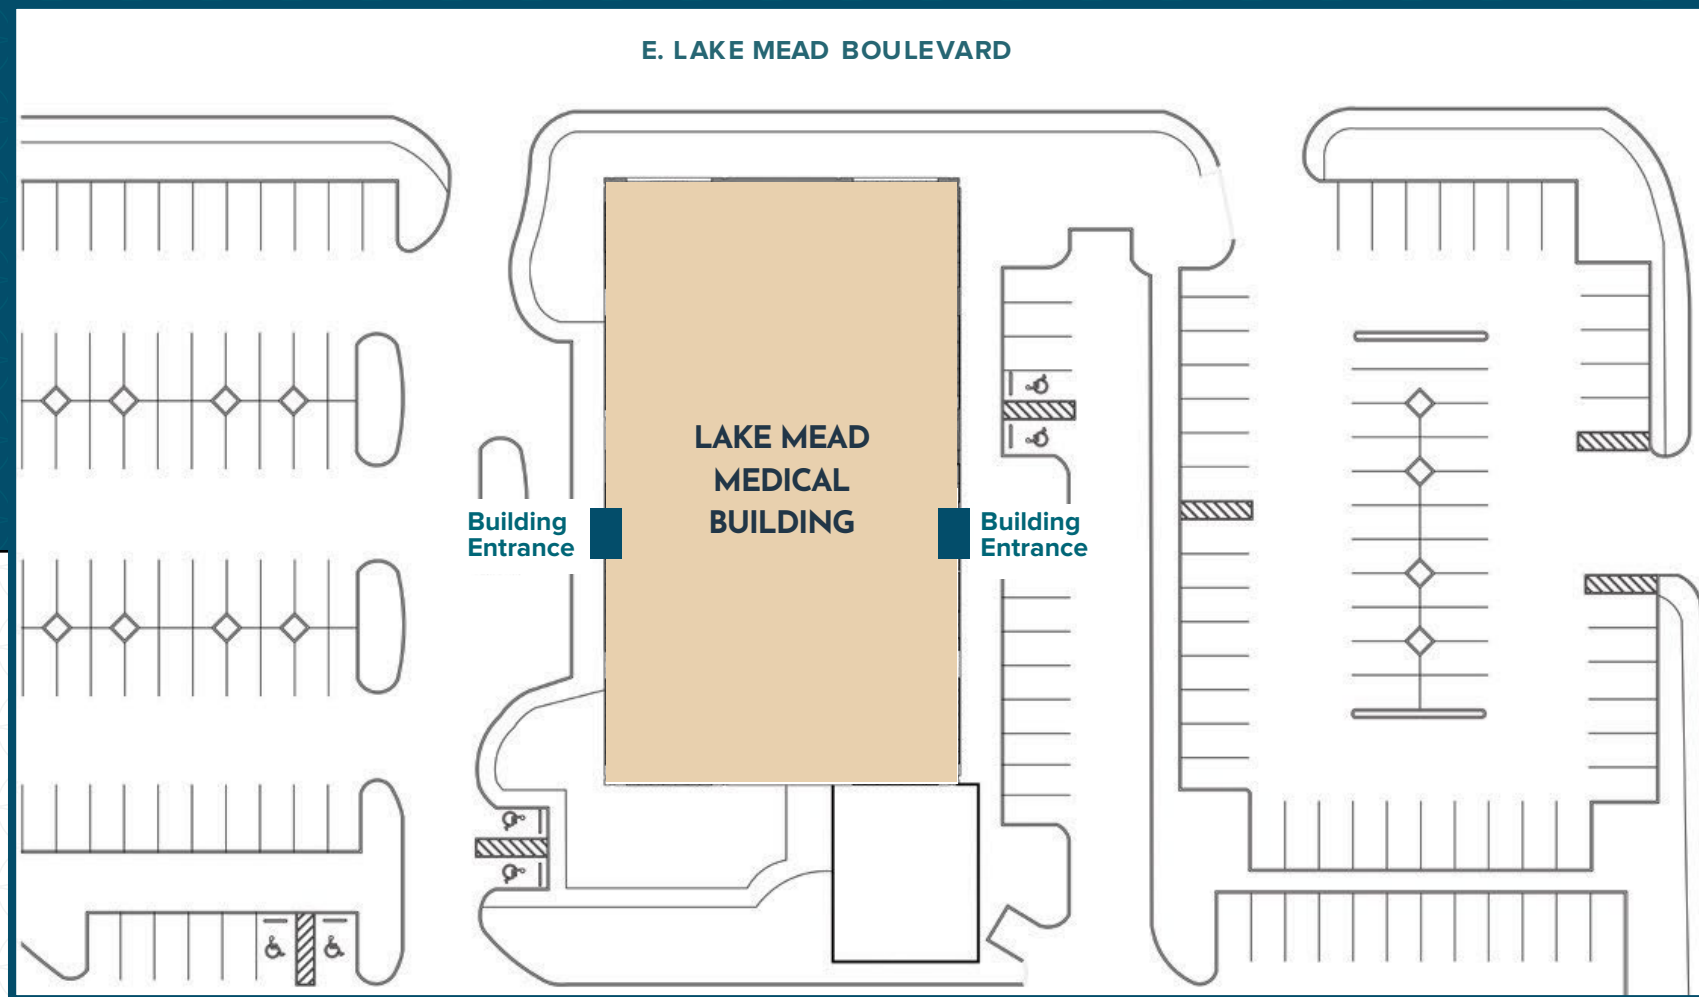 E. LAKE MEAD BOULEVARD
LAKE MEAD
MEDICAL
BUILDING
Building
Entrance
Building
Entrance